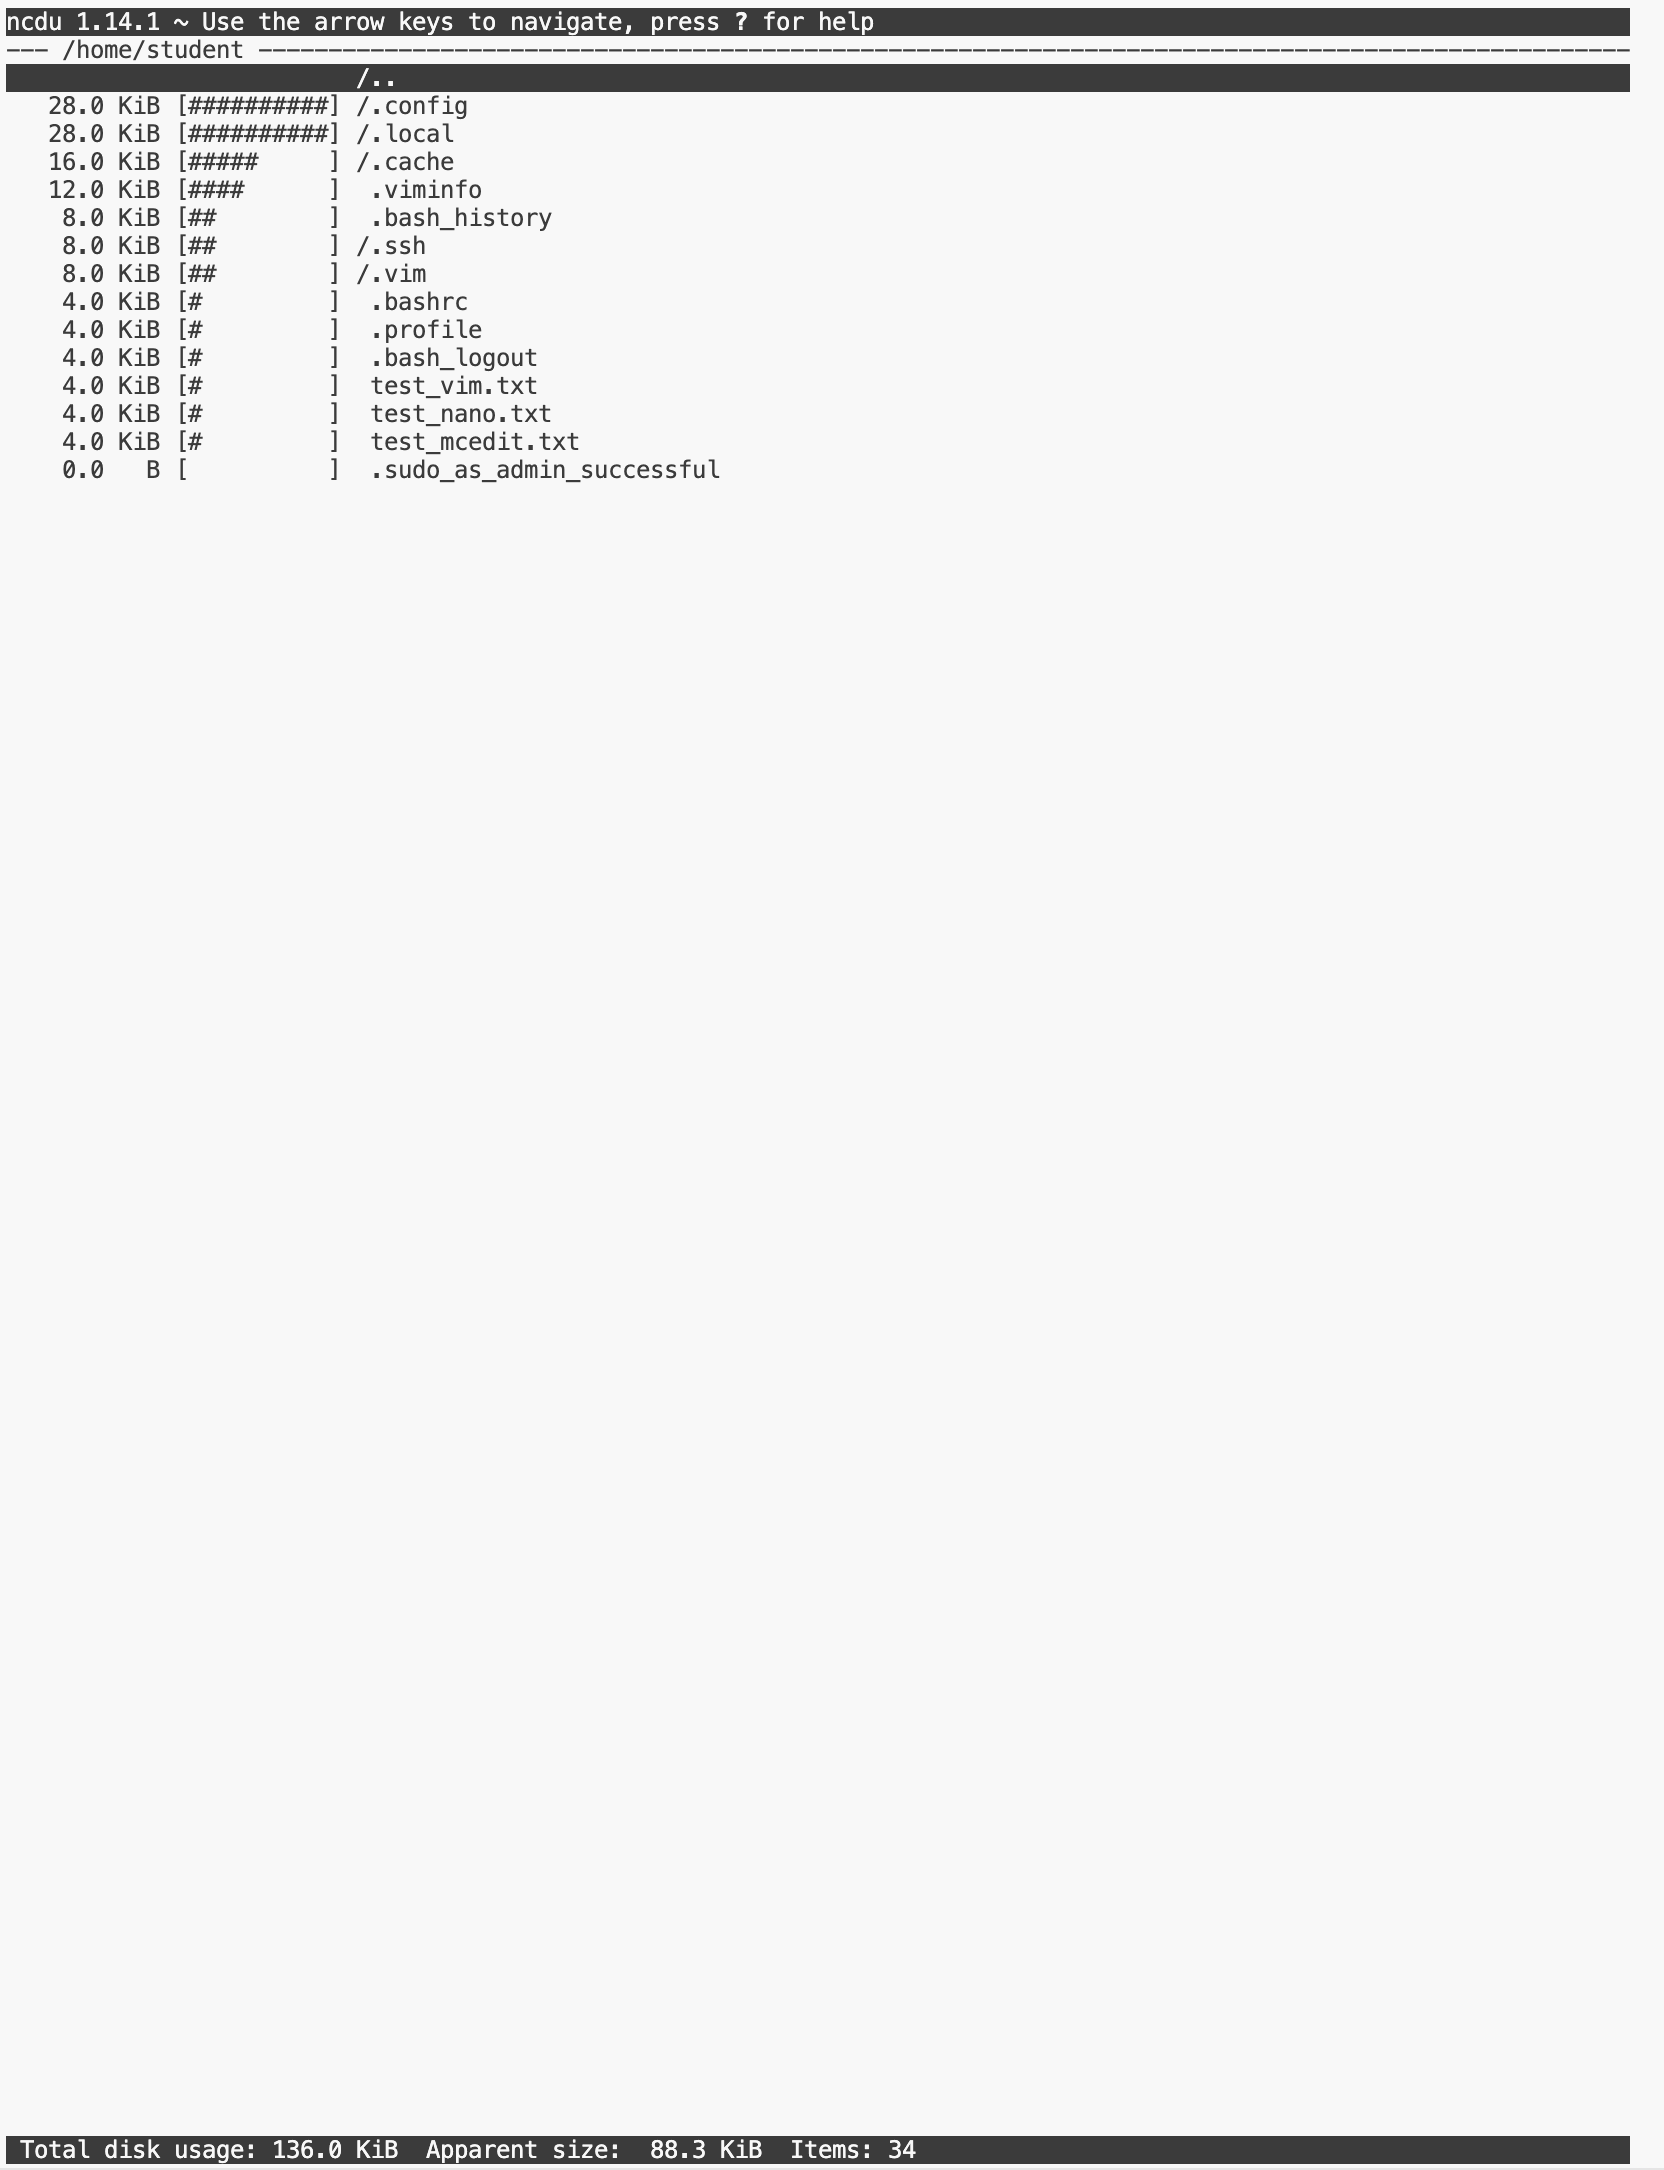 ncdu 1.14.1 ~ Use the arrow keys to navigate, press ? for help
--- /home/student --------------------------------------------------------------------------------------------------
                         /..
   28.0 KiB [##########] /.config
   28.0 KiB [##########] /.local
   16.0 KiB [#####     ] /.cache
   12.0 KiB [####      ]  .viminfo
    8.0 KiB [##        ]  .bash_history
    8.0 KiB [##        ] /.ssh
    8.0 KiB [##        ] /.vim
    4.0 KiB [#         ]  .bashrc
    4.0 KiB [#         ]  .profile
    4.0 KiB [#         ]  .bash_logout
    4.0 KiB [#         ]  test_vim.txt
    4.0 KiB [#         ]  test_nano.txt
    4.0 KiB [#         ]  test_mcedit.txt
    0.0   B [          ]  .sudo_as_admin_successful
 Total disk usage: 136.0 KiB  Apparent size:  88.3 KiB  Items: 34